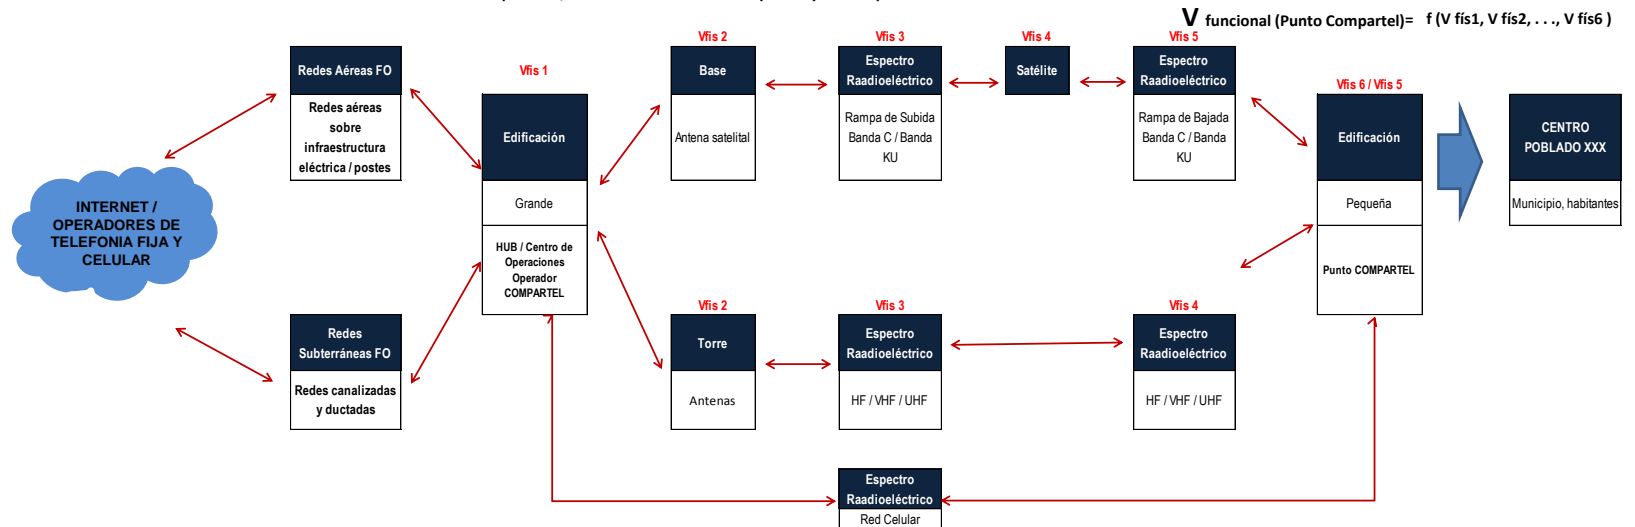 V funcional (Punto Compartel)= f (V fís1, V fís2, . . ., V fís6 )
Redes Aéreas FO
Redes aéreas
sobre
infraestructura
eléctrica / postes
INTERNET /
OPERADORES DE
TELEFONIA FIJA Y
CELULAR
Redes
Subterráneas FO
Redes canalizadas
y ductadas
Vfis 1
Edificación
Grande
HUB / Centro de
Operaciones
Operador
COMPARTEL
Vfis 2
Base
Antena satelital
Vfis 3
Espectro
Raadioeléctrico
Rampa de Subida
Banda C / Banda
KU
Vfis 4
Satélite
Vfis 5
Espectro
Raadioeléctrico
Rampa de Bajada
Banda C / Banda
KU
Vfis 2
Torre
Antenas
Vfis 3
Espectro
Raadioeléctrico
HF / VHF / UHF
Vfis 4
Espectro
Raadioeléctrico
HF / VHF / UHF
Espectro
Raadioeléctrico
Red Celular
Vfis 6 / Vfis 5
Edificación
Pequeña
Punto COMPARTEL
CENTRO
POBLADO XXX
Municipio, habitantes